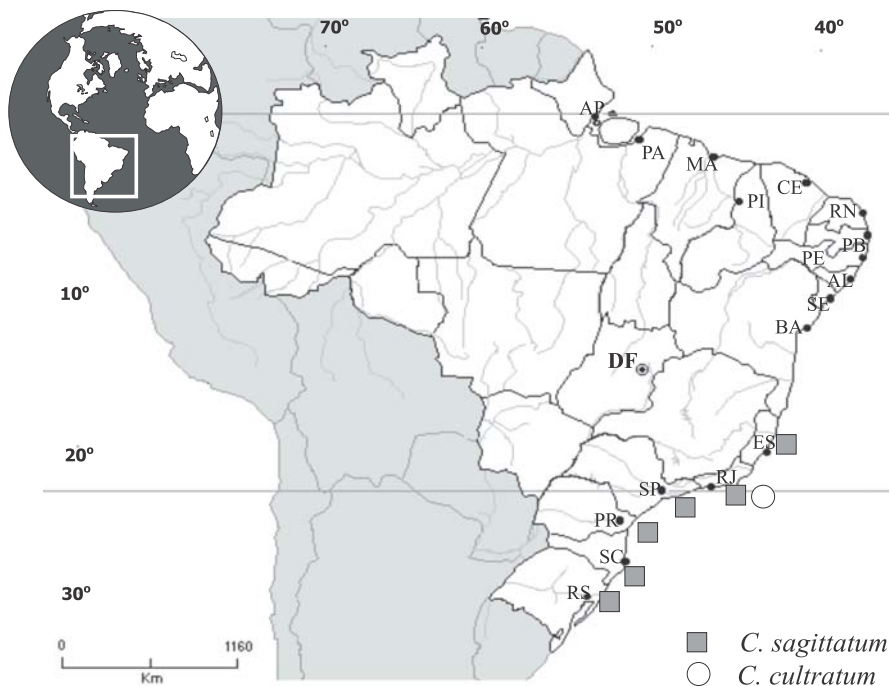 70º 60º 50º 40º
AP
PA
MA
CE
PI
RN
PB
PE
AL
10º
SE
BA
DF
ES
20º
RJ
SP
PR
SC
RS
30º
0 1160
Km
C. sagittatum
C. cultratum